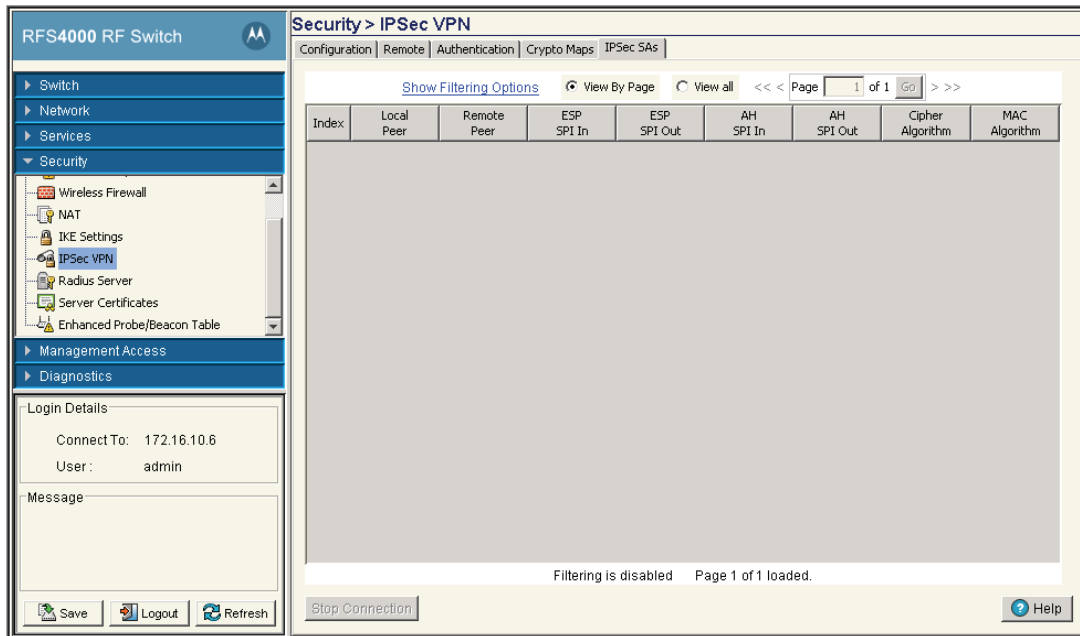 RFS4000 RF Switch
Switch
Network
Services
Security
Wireless Firewall
NAT
IKE Settings
IPSec VPN
Radius Server
Server Certificates
Enhanced Probe/Beacon Table
Management Access
Diagnostics
Login Details
Connect To: 172.16.10.6
User : admin
Message
Save Logout Refresh
Security > IPSec VPN
Configuration Remote Authentication Crypto Maps IPSec SAs
Show Filtering Options View By Page View all << < Page 1 of 1 Go > >>
Index Local Peer Remote Peer ESP SPI In ESP SPI Out AH SPI In AH SPI Out Cipher Algorithm MAC Algorithm
Filtering is disabled Page 1 of 1 loaded.
Stop Connection Help